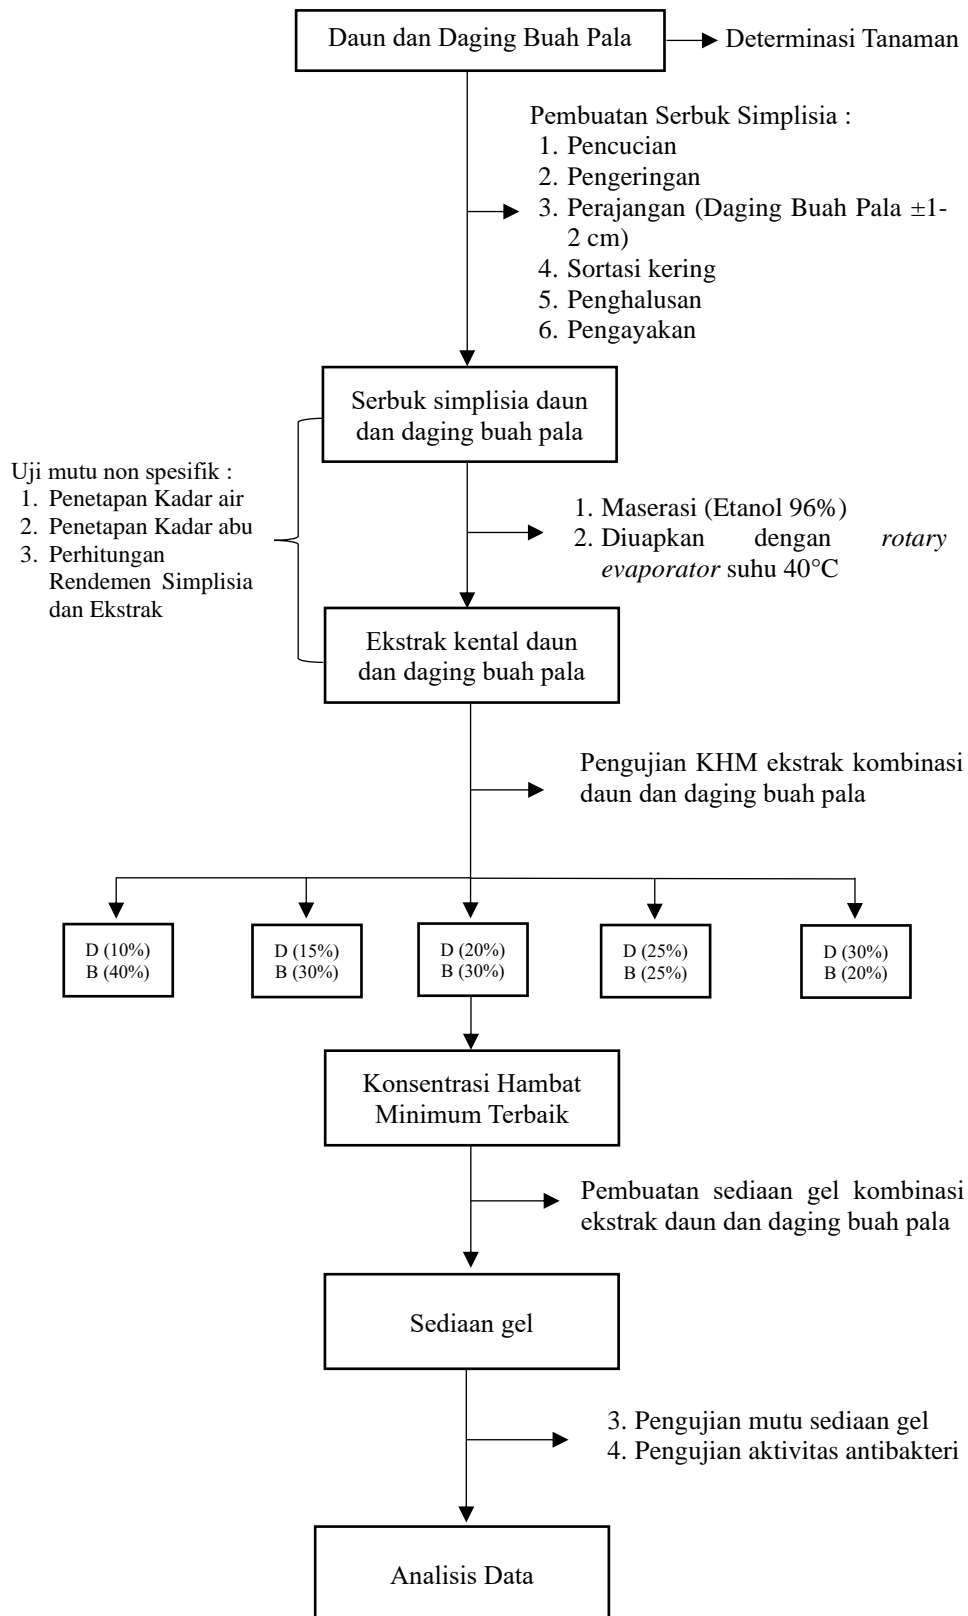 Daun dan Daging Buah Pala
Determinasi Tanaman
Pembuatan Serbuk Simplisia :
1. Pencucian
2. Pengeringan
3. Perajangan (Daging Buah Pala ±1-
2 cm)
4. Sortasi kering
5. Penghalusan
6. Pengayakan
Serbuk simplisia daun
dan daging buah pala
Uji mutu non spesifik :
1. Penetapan Kadar air
2. Penetapan Kadar abu
3. Perhitungan
Rendemen Simplisia
dan Ekstrak
1. Maserasi (Etanol 96%)
2. Diuapkan dengan rotary
evaporator suhu 40°C
Ekstrak kental daun
dan daging buah pala
Pengujian KHM ekstrak kombinasi
daun dan daging buah pala
D (10%)
B (40%)
D (15%)
B (30%)
D (20%)
B (30%)
D (25%)
B (25%)
D (30%)
B (20%)
Konsentrasi Hambat
Minimum Terbaik
Pembuatan sediaan gel kombinasi
ekstrak daun dan daging buah pala
Sediaan gel
3. Pengujian mutu sediaan gel
4. Pengujian aktivitas antibakteri
Analisis Data